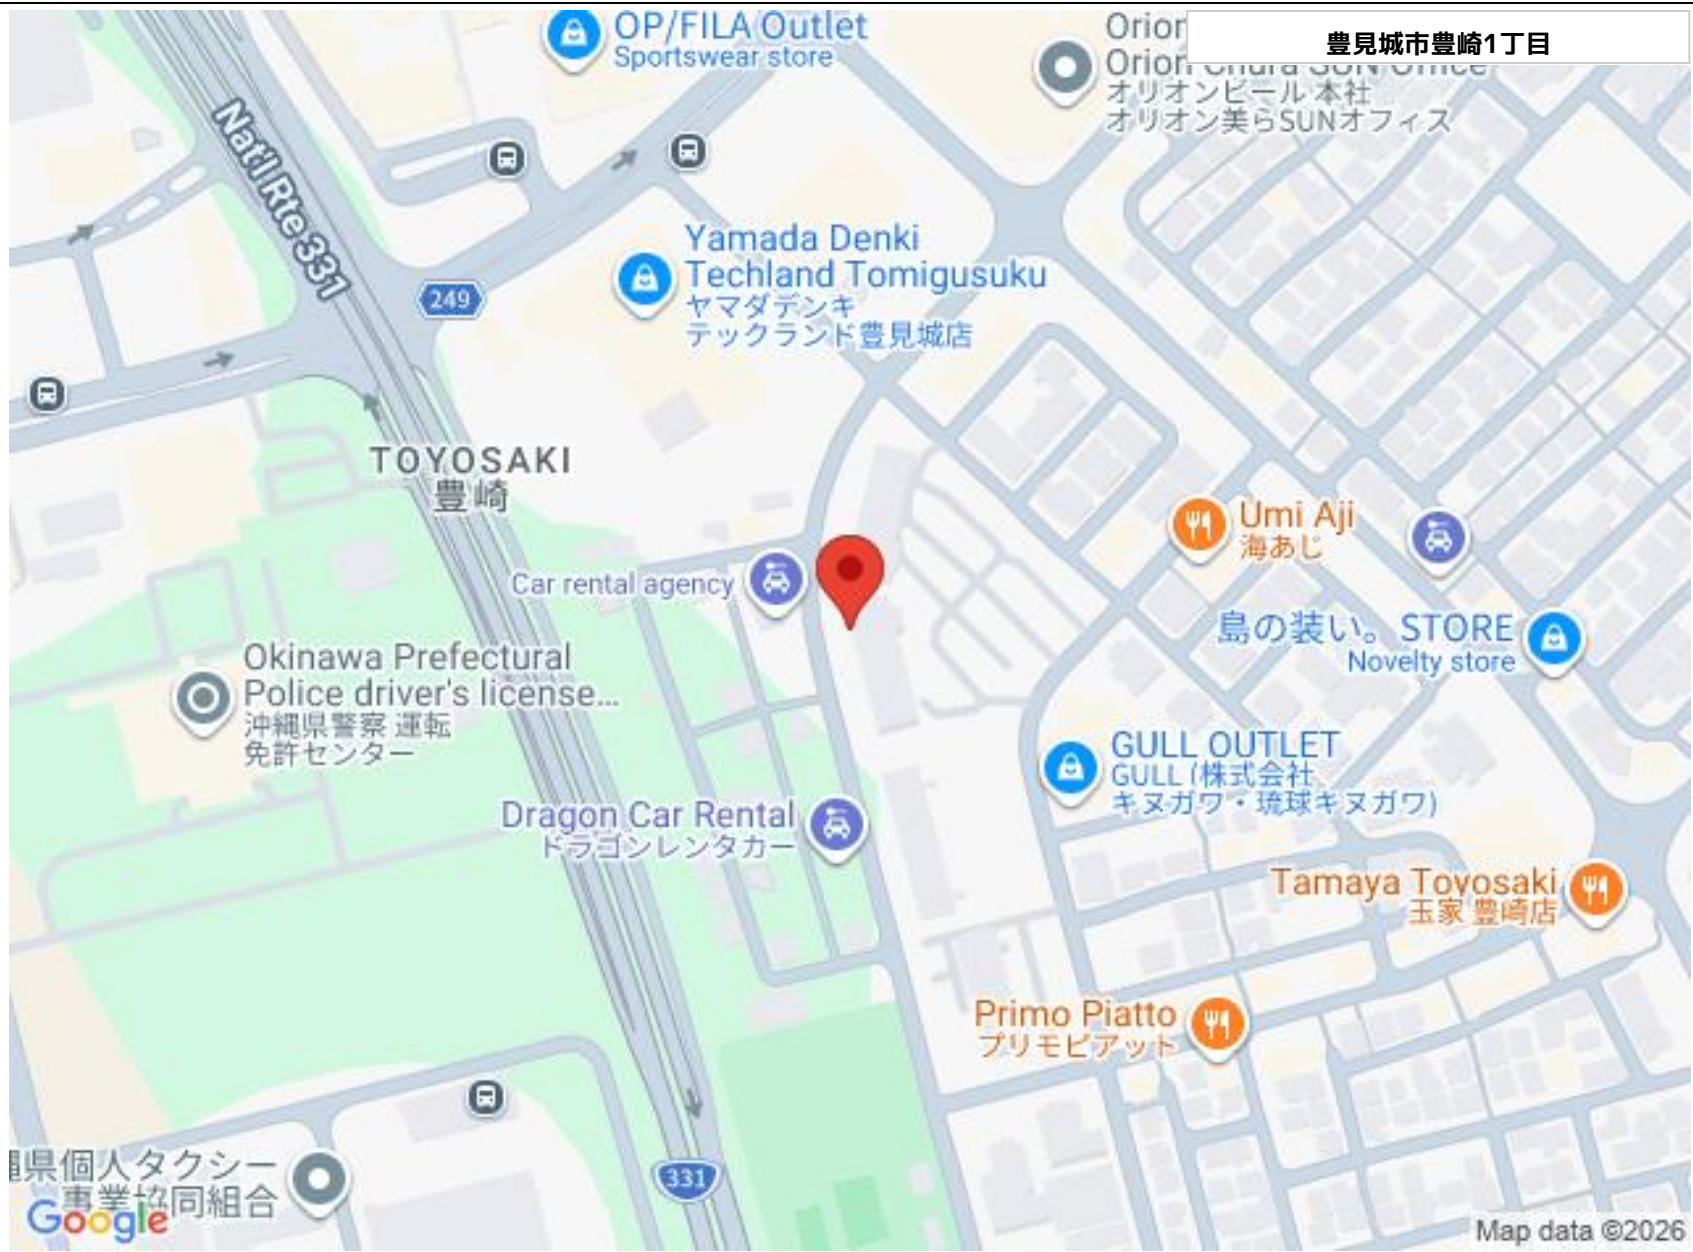 OP/FILA Outlet
Sportswear store
豊見城市豊崎1丁目
オリオンビール 本社
オリオン美らSUNオフィス
Nat'l Rte 331
Yamada Denki
Techland Tomigusuku
ヤマダデンキ
テックランド豊見城店
249
TOYOSAKI
豊崎
Umi Aji
海あじ
Car rental agency
島の装い。STORE
Novelty store
Okinawa Prefectural
Police driver's license...
沖縄県警察 運転
免許センター
GULL OUTLET
GULL (株式会社
キヌガワ・琉球キヌガワ)
Dragon Car Rental
ドラゴンレンタカー
Tamaya Toyosaki
玉家 豊崎店
Primo Piatto
プリモピアット
県個人タクシー
事業協同組合
331
Google
Map data ©2026